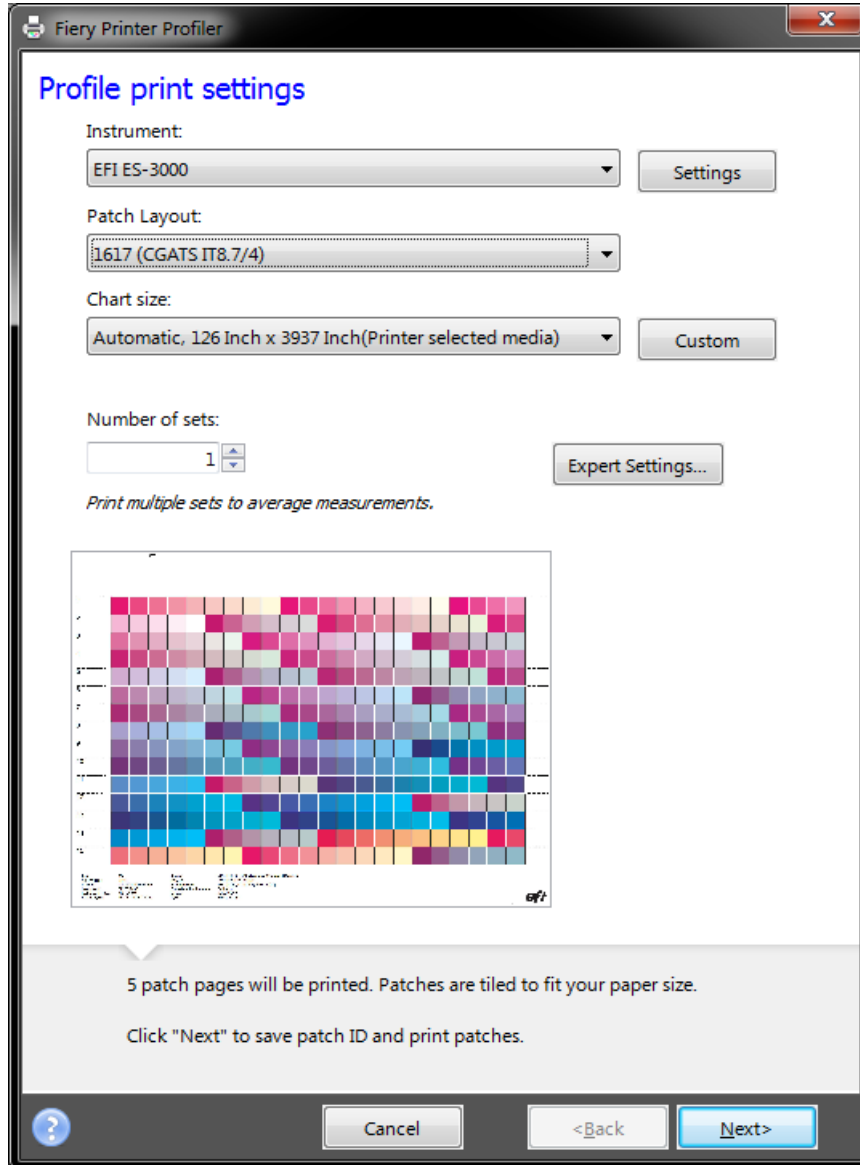 Fiery Printer Profiler
Profile print settings
Instrument:
EFI ES-3000
Settings
Patch Layout:
1617 (CGATS IT8.7/4)
Chart size:
Automatic, 126 Inch x 3937 Inch(Printer selected media)
Custom
Number of sets:
1
Expert Settings...
Print multiple sets to average measurements.
5 patch pages will be printed. Patches are tiled to fit your paper size.
Click "Next" to save patch ID and print patches.
Cancel
<Back
Next>